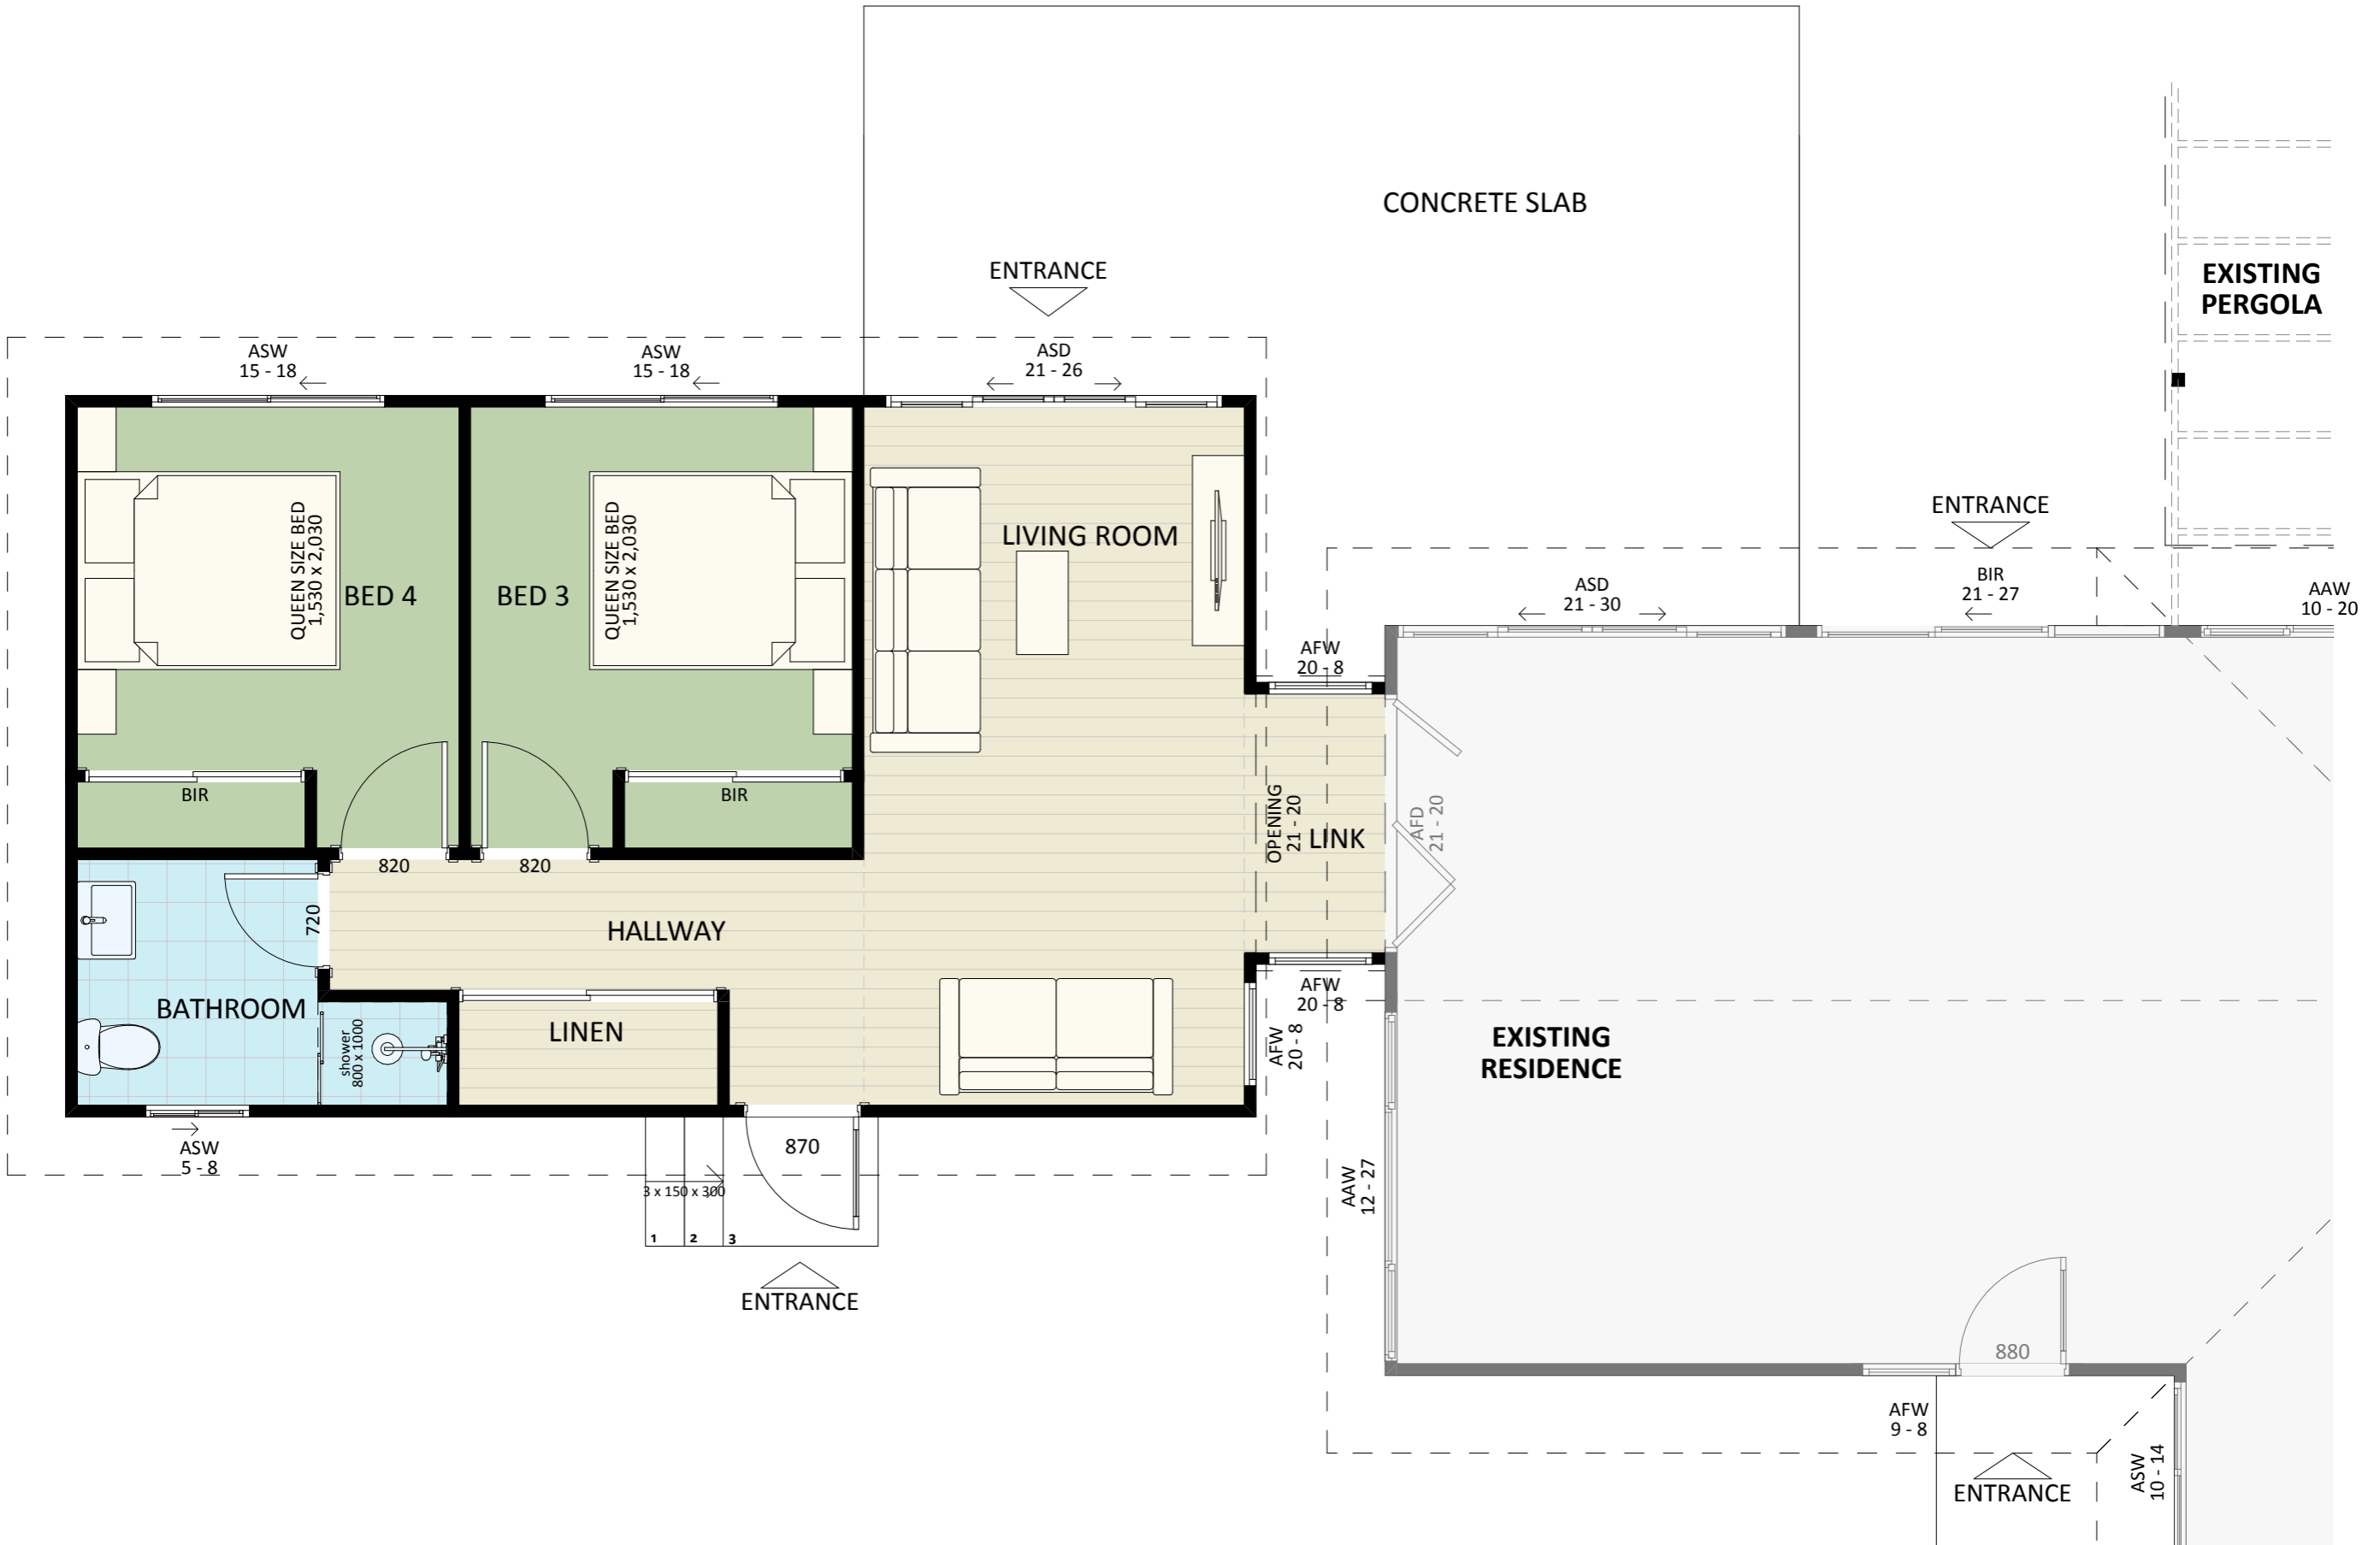 CONCRETE SLAB
ENTRANCE
EXISTING
PERGOLA
ASW
15 - 18
ASW
15 - 18
ASD
21 - 26
ENTRANCE
QUEEN SIZE BED
1,530 x 2,030
BED 4
BED 3
QUEEN SIZE BED
1,530 x 2,030
LIVING ROOM
ASD
21 - 30
BIR
21 - 27
AAW
10 - 20
AFW
20 - 8
BIR
BIR
OPENING
21 - 20
LINK
AFD
21 - 20
820
820
720
HALLWAY
BATHROOM
shower
800 x 1000
LINEN
AFW
20 - 8
AFW
20 - 8
EXISTING
RESIDENCE
ASW
5 - 8
870
3 x 150 x 300
1
2
3
AAW
12 - 27
ENTRANCE
880
AFW
9 - 8
ASW
10 - 14
ENTRANCE